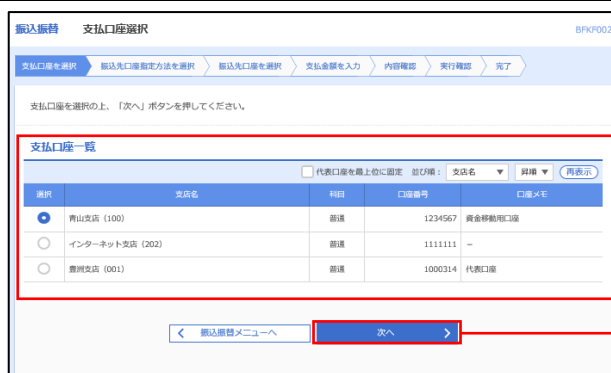 振込振替 支払口座選択 BFKF002
支払口座を選択 振込先口座指定方法を選択 振込先口座を選択 支払金額を入力 内容確認 実行確認 完了
支払口座を選択の上、「次へ」ボタンを押してください。
支払口座一覧
代表口座を最上位に固定 並び順： 支店名 ▼ 昇順 ▼ 再表示
選択 支店名 科目 口座番号 口座メモ
青山支店（100） 普通 1234567 資金移動用口座
インターネット支店（202） 普通 1111111 －
豊洲支店（001） 普通 1000314 代表口座
振込振替メニューへ 次へ